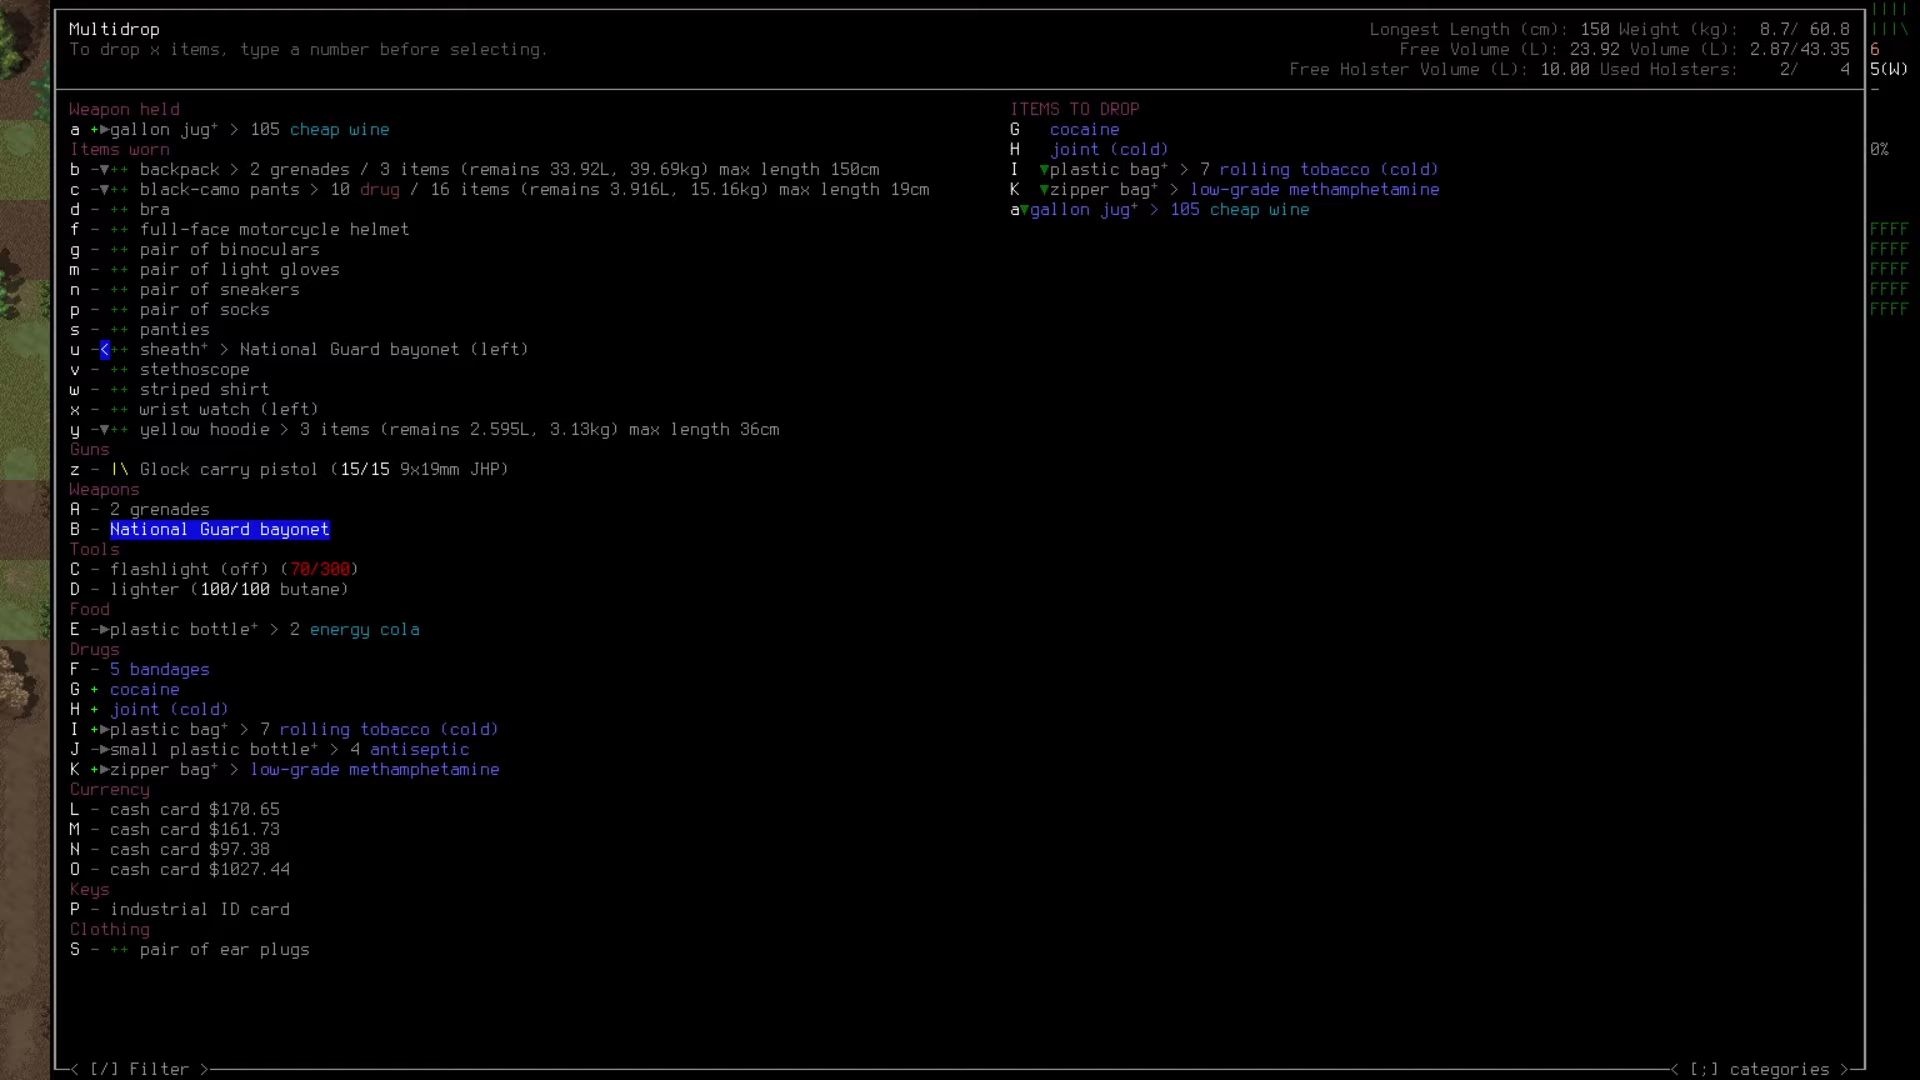 Multidrop
To drop x items, type a number before selecting.
Longest Length (cm): 150 Weight (kg): 8.7/ 60.8
Free Volume (L): 23.92 Volume (L): 2.87/43.35
Free Holster Volume (L): 10.00 Used Holsters: 2/ 4
Weapon held
a +▶gallon jug⁺ > 105 cheap wine
Items worn
b -▼++ backpack > 2 grenades / 3 items (remains 33.92L, 39.69kg) max length 150cm
c -▼++ black-camo pants > 10 drug / 16 items (remains 3.916L, 15.16kg) max length 19cm
d - ++ bra
f - ++ full-face motorcycle helmet
g - ++ pair of binoculars
m - ++ pair of light gloves
n - ++ pair of sneakers
p - ++ pair of socks
s - ++ panties
u -<++ sheath⁺ > National Guard bayonet (left)
v - ++ stethoscope
w - ++ striped shirt
x - ++ wrist watch (left)
y -▼++ yellow hoodie > 3 items (remains 2.595L, 3.13kg) max length 36cm
Guns
z - |\ Glock carry pistol (15/15 9x19mm JHP)
Weapons
A - 2 grenades
B - National Guard bayonet
Tools
C - flashlight (off) (70/300)
D - lighter (100/100 butane)
Food
E -▶plastic bottle⁺ > 2 energy cola
Drugs
F - 5 bandages
G + cocaine
H + joint (cold)
I +▶plastic bag⁺ > 7 rolling tobacco (cold)
J -▶small plastic bottle⁺ > 4 antiseptic
K +▶zipper bag⁺ > low-grade methamphetamine
Currency
L - cash card $170.65
M - cash card $161.73
N - cash card $97.38
O - cash card $1027.44
Keys
P - industrial ID card
Clothing
S - ++ pair of ear plugs
ITEMS TO DROP
G cocaine
H joint (cold)
I ▼plastic bag⁺ > 7 rolling tobacco (cold)
K ▼zipper bag⁺ > low-grade methamphetamine
a▼gallon jug⁺ > 105 cheap wine
< [/] Filter >
< [;] categories >
||||
|||\
6
5(W)
-
0%
FFFF
FFFF
FFFF
FFFF
FFFF